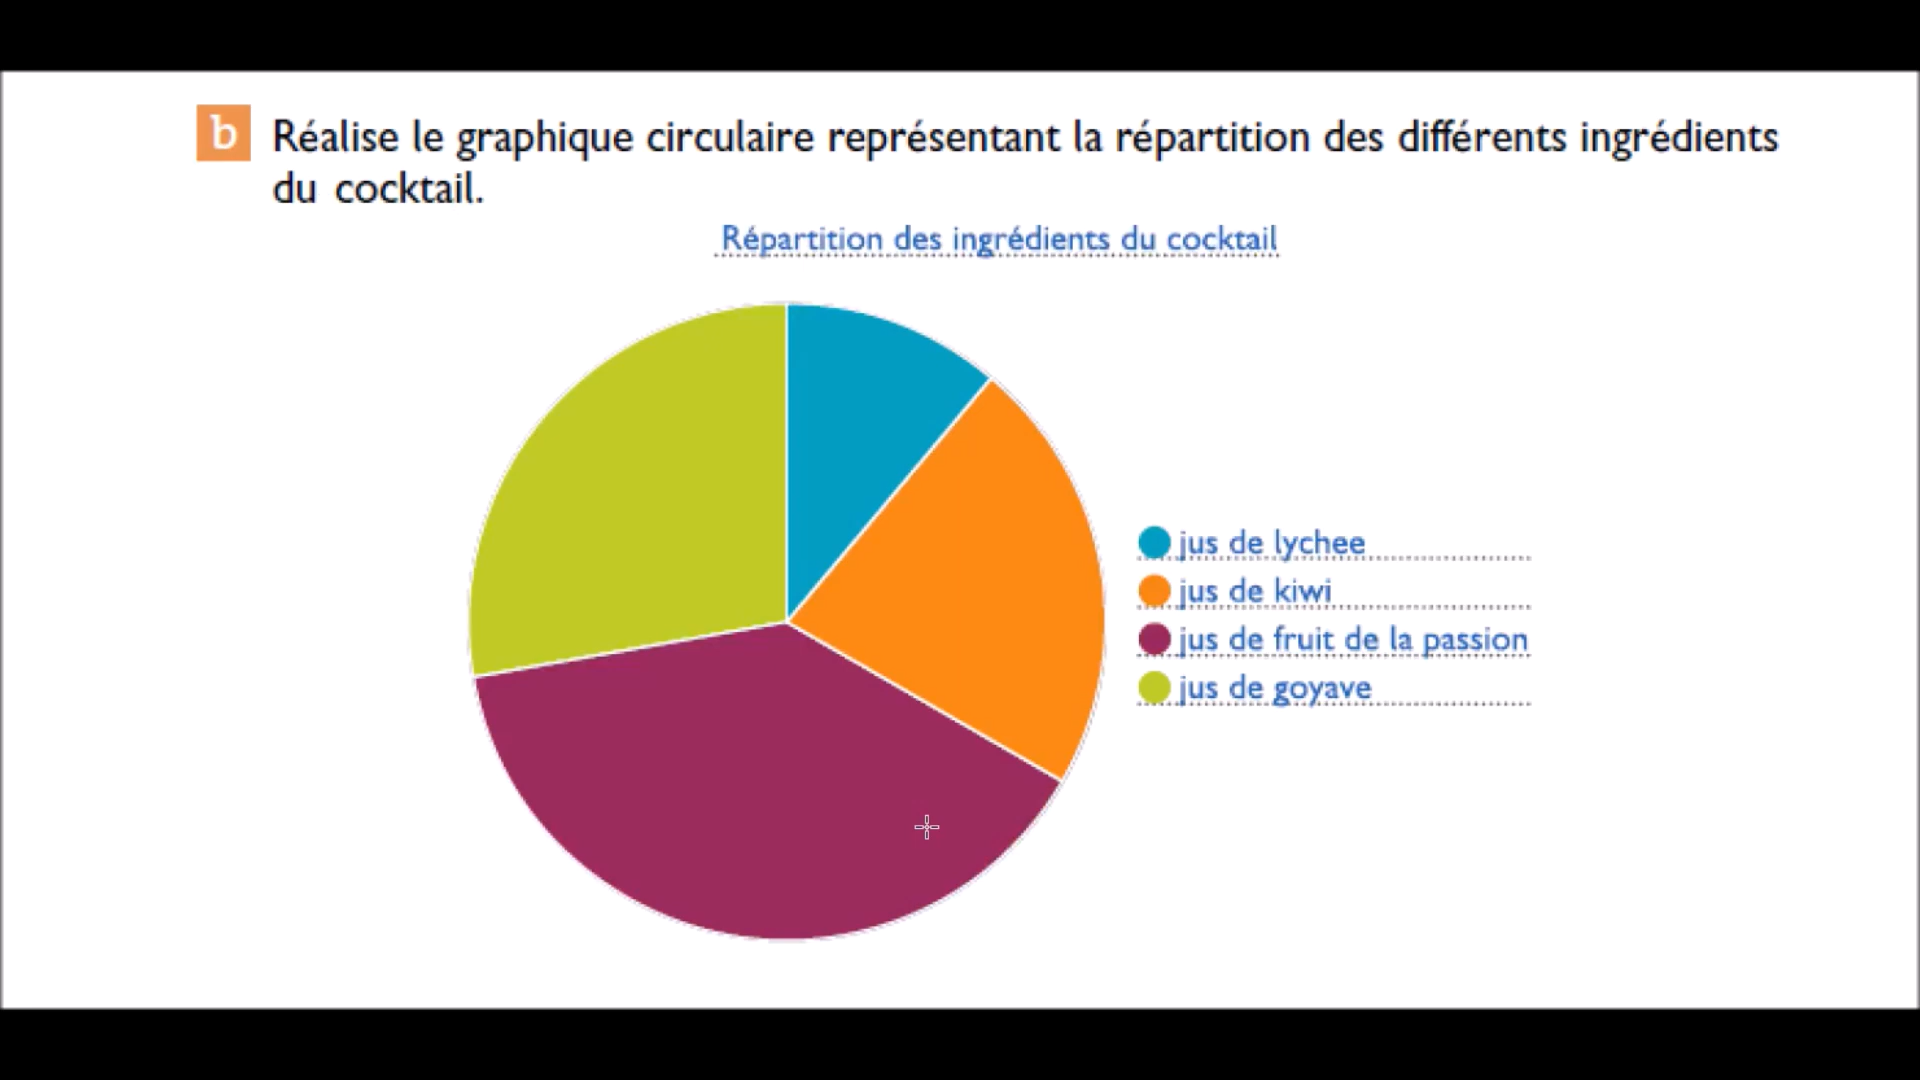 b Réalise le graphique circulaire représentant la répartition des différents ingrédients
du cocktail.
Répartition des ingrédients du cocktail
jus de lychee
jus de kiwi
jus de fruit de la passion
jus de goyave